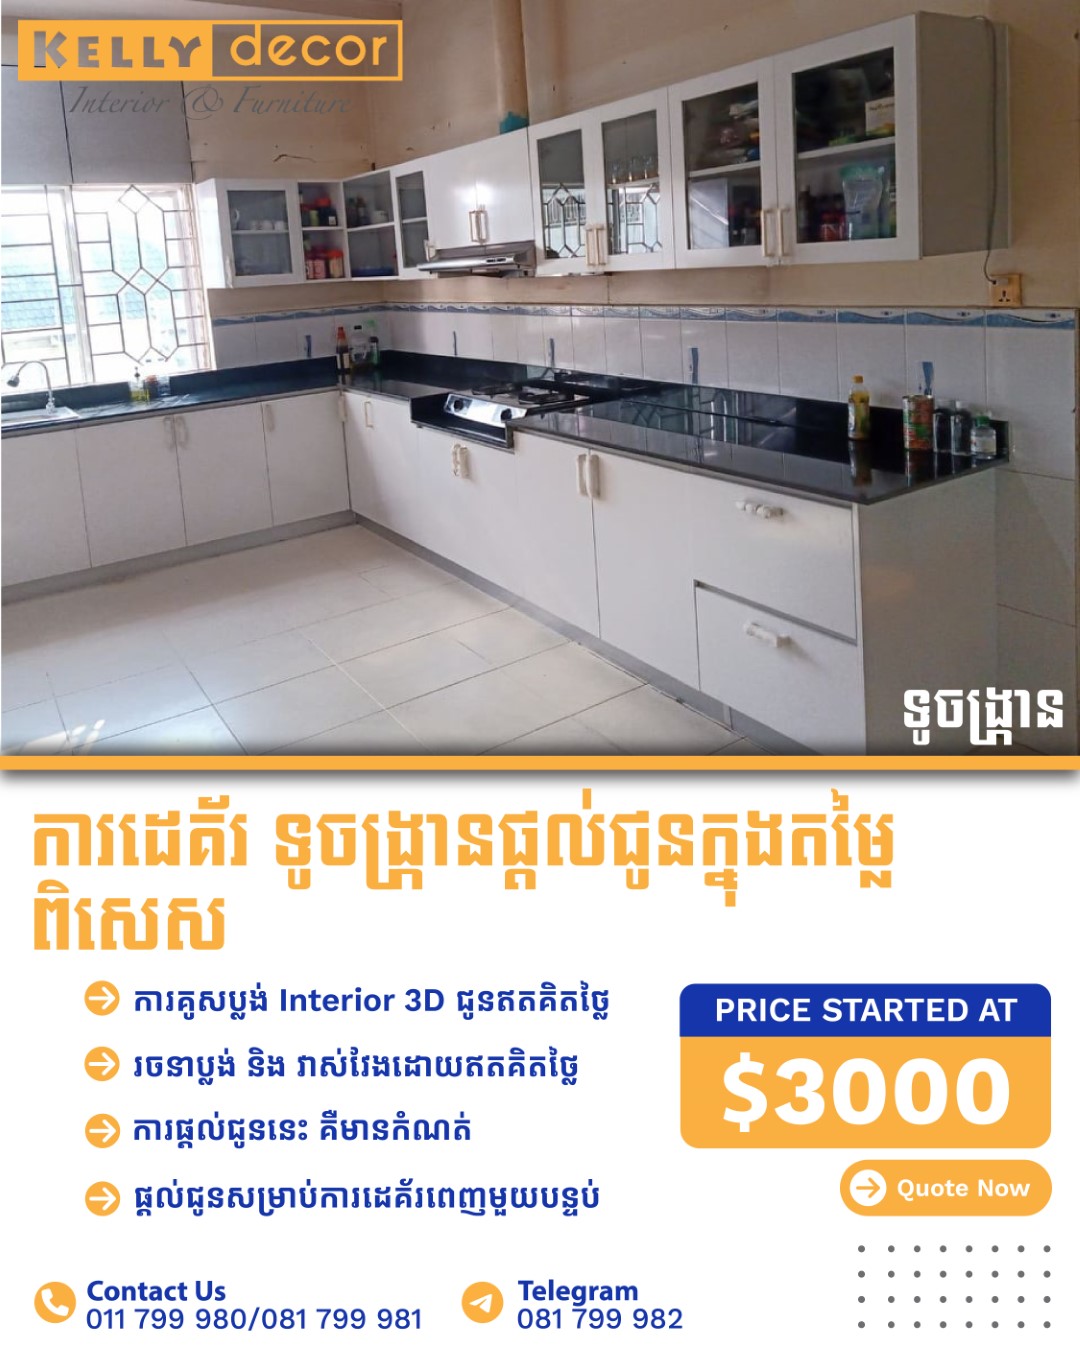 KELLY decor
Interior & Furniture
ទូចង្ក្រាន
ការដេគ័រ ទូចង្ក្រានផ្តល់ជូនក្នុងតម្លៃ
ពិសេស
ការគូសប្លង់ Interior 3D ជូនឥតគិតថ្លៃ
រចនាប្លង់ និង វាស់វែងដោយឥតគិតថ្លៃ
ការផ្តល់ជូននេះ គឺមានកំណត់
ផ្តល់ជូនសម្រាប់ការដេគ័រពេញមួយបន្ទប់
PRICE STARTED AT
$3000
Quote Now
Contact Us
011 799 980/081 799 981
Telegram
081 799 982